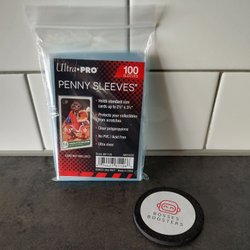 Ultra·PRO
100
PENNY SLEEVES
Holds standard size
cards up to 2½" x 3½"
Protects your collectibles
from scratches
Clear polypropylene
No PVC / Acid Free
Ultra clear
BOSSES
BOOSTERS